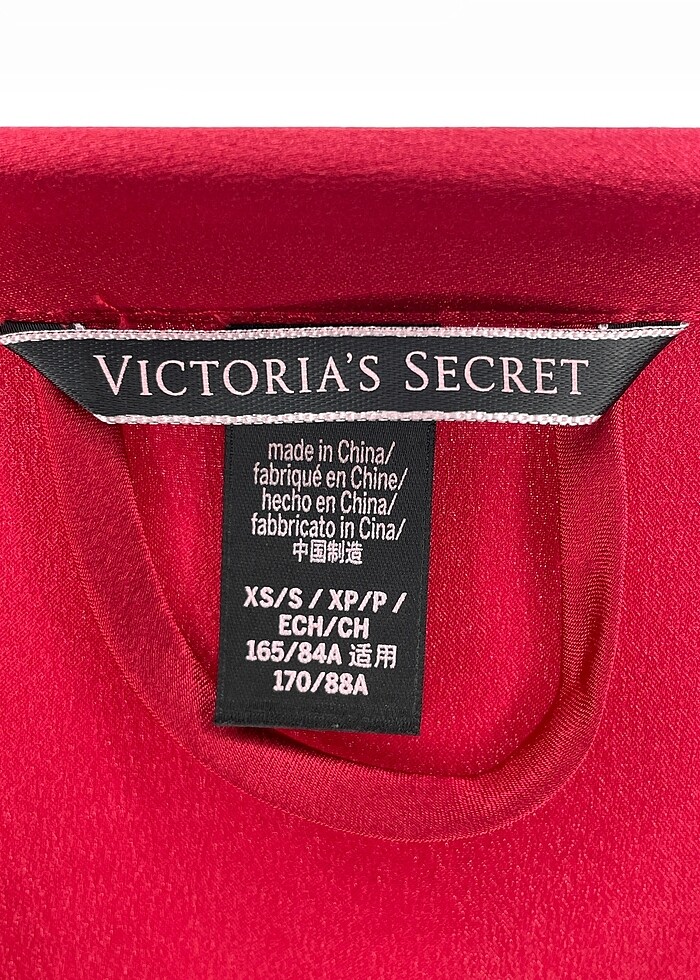 VICTORIA'S SECRET
made in China/
fabriqué en Chine/
hecho en China/
fabbricato in Cina/
中国制造
XS/S / XP/P /
ECH/CH
165/84A 适用
170/88A